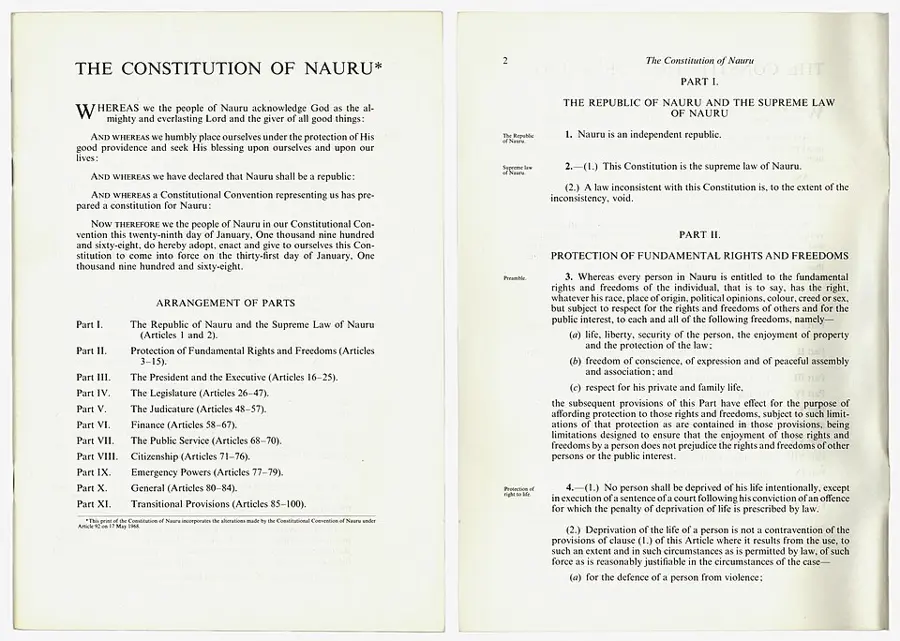 THE CONSTITUTION OF NAURU*
WHEREAS we the people of Nauru acknowledge God as the al-
mighty and everlasting Lord and the giver of all good things:
AND WHEREAS we humbly place ourselves under the protection of His
good providence and seek His blessing upon ourselves and upon our
lives:
AND WHEREAS we have declared that Nauru shall be a republic:
AND WHEREAS a Constitutional Convention representing us has pre-
pared a constitution for Nauru:
NOW THEREFORE we the people of Nauru in our Constitutional Con-
vention this twenty-ninth day of January, One thousand nine hundred
and sixty-eight, do hereby adopt, enact and give to ourselves this Con-
stitution to come into force on the thirty-first day of January, One
thousand nine hundred and sixty-eight.
ARRANGEMENT OF PARTS
Part I. The Republic of Nauru and the Supreme Law of Nauru
(Articles 1 and 2).
Part II. Protection of Fundamental Rights and Freedoms (Articles
3–15).
Part III. The President and the Executive (Articles 16–25).
Part IV. The Legislature (Articles 26–47).
Part V. The Judicature (Articles 48–57).
Part VI. Finance (Articles 58–67).
Part VII. The Public Service (Articles 68–70).
Part VIII. Citizenship (Articles 71–76).
Part IX. Emergency Powers (Articles 77–79).
Part X. General (Articles 80–84).
Part XI. Transitional Provisions (Articles 85–100).
*This print of the Constitution of Nauru incorporates the alterations made by the Constitutional Convention of Nauru under
Article 92 on 17 May 1968
2 The Constitution of Nauru
PART I.
THE REPUBLIC OF NAURU AND THE SUPREME LAW
OF NAURU
The Republic
of Nauru.
1. Nauru is an independent republic.
Supreme law
of Nauru.
2.—(1.) This Constitution is the supreme law of Nauru.
(2.) A law inconsistent with this Constitution is, to the extent of the
inconsistency, void.
PART II.
PROTECTION OF FUNDAMENTAL RIGHTS AND FREEDOMS
Preamble.
3. Whereas every person in Nauru is entitled to the fundamental
rights and freedoms of the individual, that is to say, has the right,
whatever his race, place of origin, political opinions, colour, creed or sex,
but subject to respect for the rights and freedoms of others and for the
public interest, to each and all of the following freedoms, namely—
(a) life, liberty, security of the person, the enjoyment of property
and the protection of the law;
(b) freedom of conscience, of expression and of peaceful assembly
and association; and
(c) respect for his private and family life,
the subsequent provisions of this Part have effect for the purpose of
affording protection to those rights and freedoms, subject to such limit-
ations of that protection as are contained in those provisions, being
limitations designed to ensure that the enjoyment of those rights and
freedoms by a person does not prejudice the rights and freedoms of other
persons or the public interest.
Protection of
right to life.
4.—(1.) No person shall be deprived of his life intentionally, except
in execution of a sentence of a court following his conviction of an offence
for which the penalty of deprivation of life is prescribed by law.
(2.) Deprivation of the life of a person is not a contravention of the
provisions of clause (1.) of this Article where it results from the use, to
such an extent and in such circumstances as is permitted by law, of such
force as is reasonably justifiable in the circumstances of the case—
(a) for the defence of a person from violence;